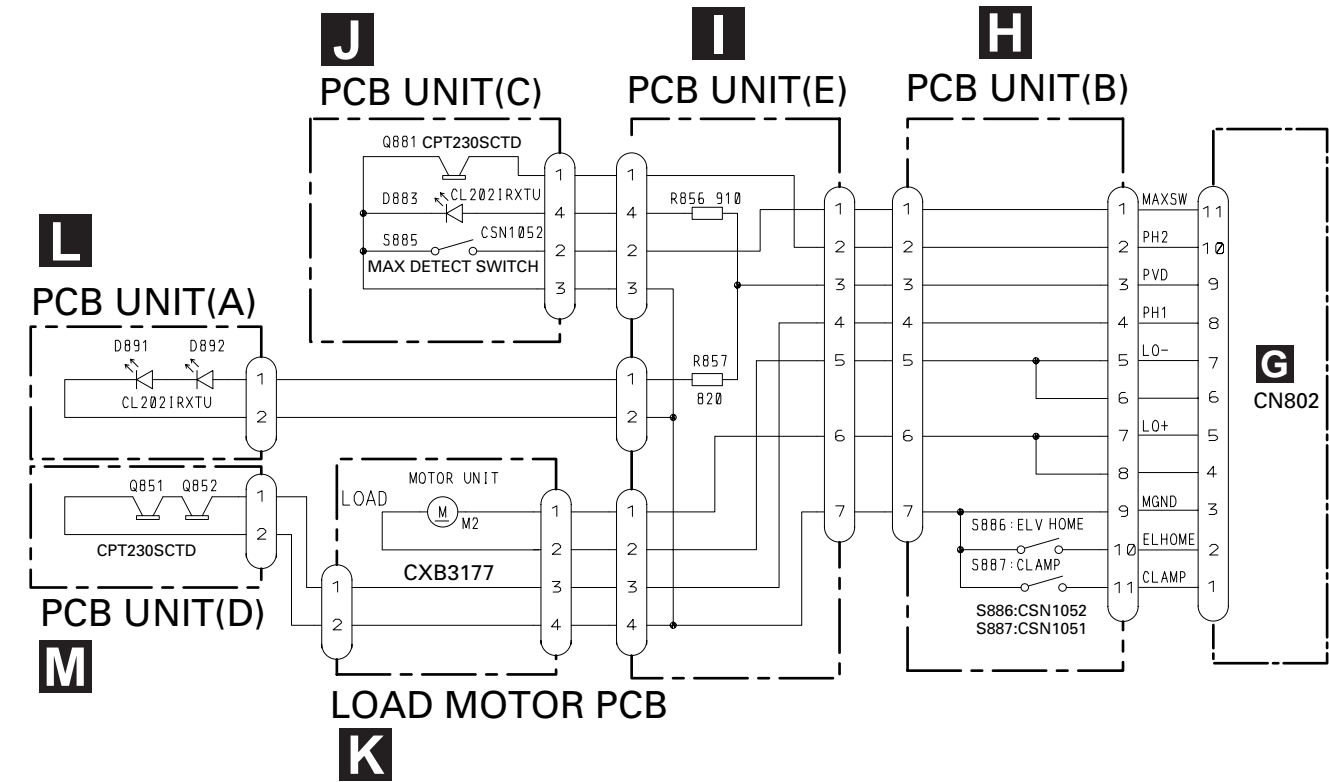 J
PCB UNIT(C)
I
PCB UNIT(E)
H
PCB UNIT(B)
Q881 CPT230SCTD
D883
CL202IRXTU
S885
CSN1052
MAX DETECT SWITCH
1
4
2
3
1
4
2
3
R856 910
R857
820
1
2
1
2
3
4
1
2
3
4
5
6
7
1
2
3
4
5
6
7
S886:ELV HOME
S887:CLAMP
S886:CSN1052
S887:CSN1051
1
2
3
4
5
6
7
8
9
10
11
MAXSW
PH2
PVD
PH1
LO-
LO+
MGND
ELHOME
CLAMP
11
10
9
8
7
6
5
4
3
2
1
G
CN802
L
PCB UNIT(A)
D891
D892
CL202IRXTU
1
2
Q851
Q852
CPT230SCTD
1
2
PCB UNIT(D)
M
LOAD
MOTOR UNIT
M
M2
CXB3177
1
2
1
2
3
4
LOAD MOTOR PCB
K